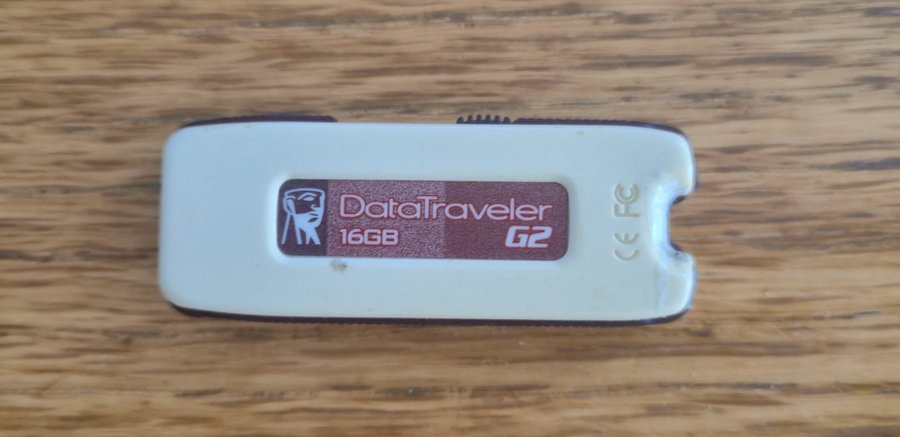 DataTraveler
16GB G2
CE FC